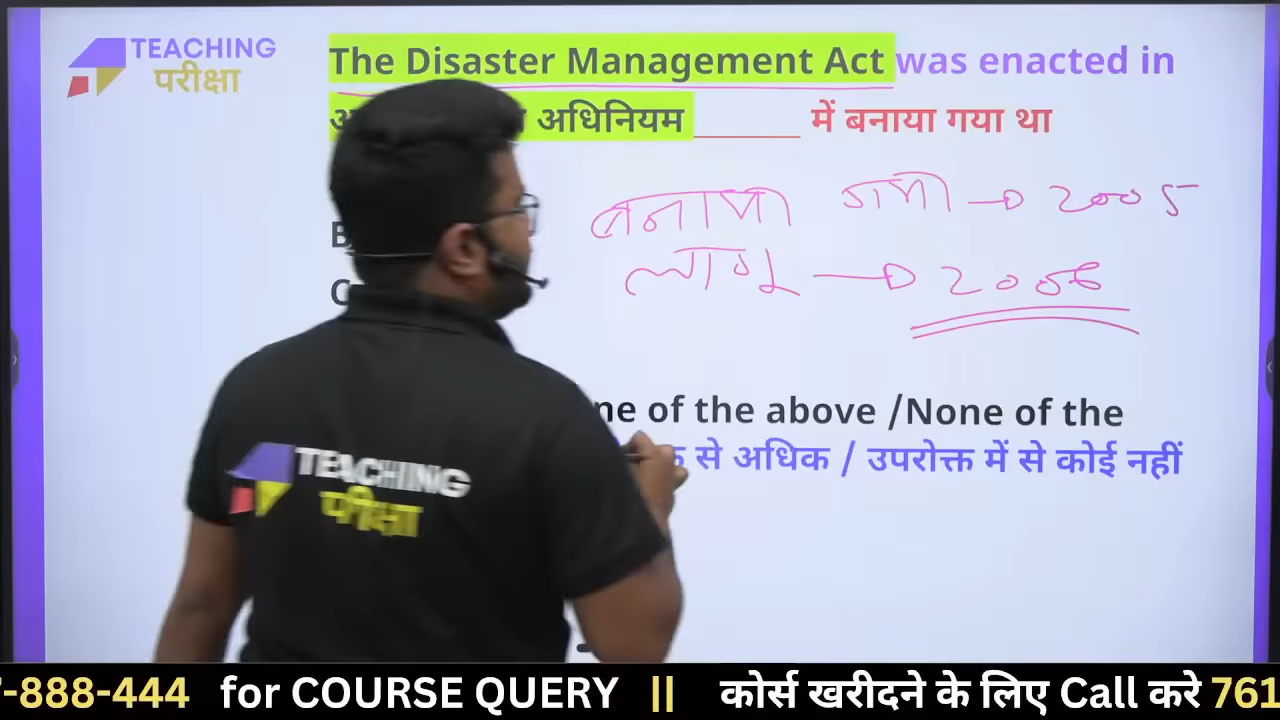 TEACHING
परीक्षा
The Disaster Management Act was enacted in
अधिनियम ______ में बनाया गया था
बनाया गया → 2005
लागू → 2006
B
C
ne of the above /None of the
से अधिक / उपरोक्त में से कोई नहीं
TEACHING
परीक्षा
7-888-444 for COURSE QUERY || कोर्स खरीदने के लिए Call करे 761